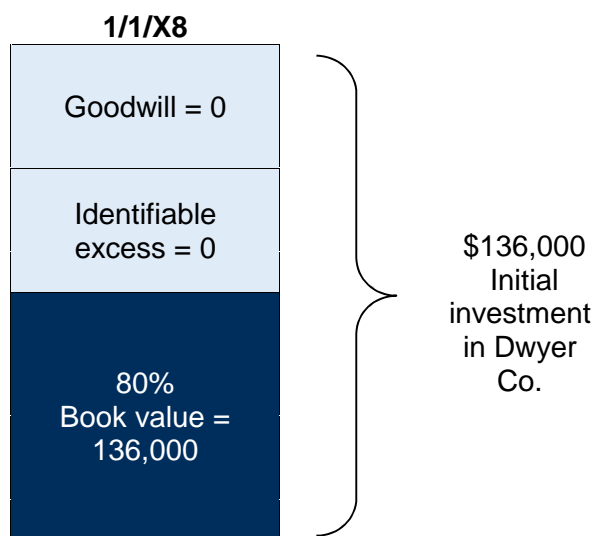 1/1/X8
Goodwill = 0
Identifiable
excess = 0
80%
Book value =
136,000
$136,000
Initial
investment
in Dwyer
Co.